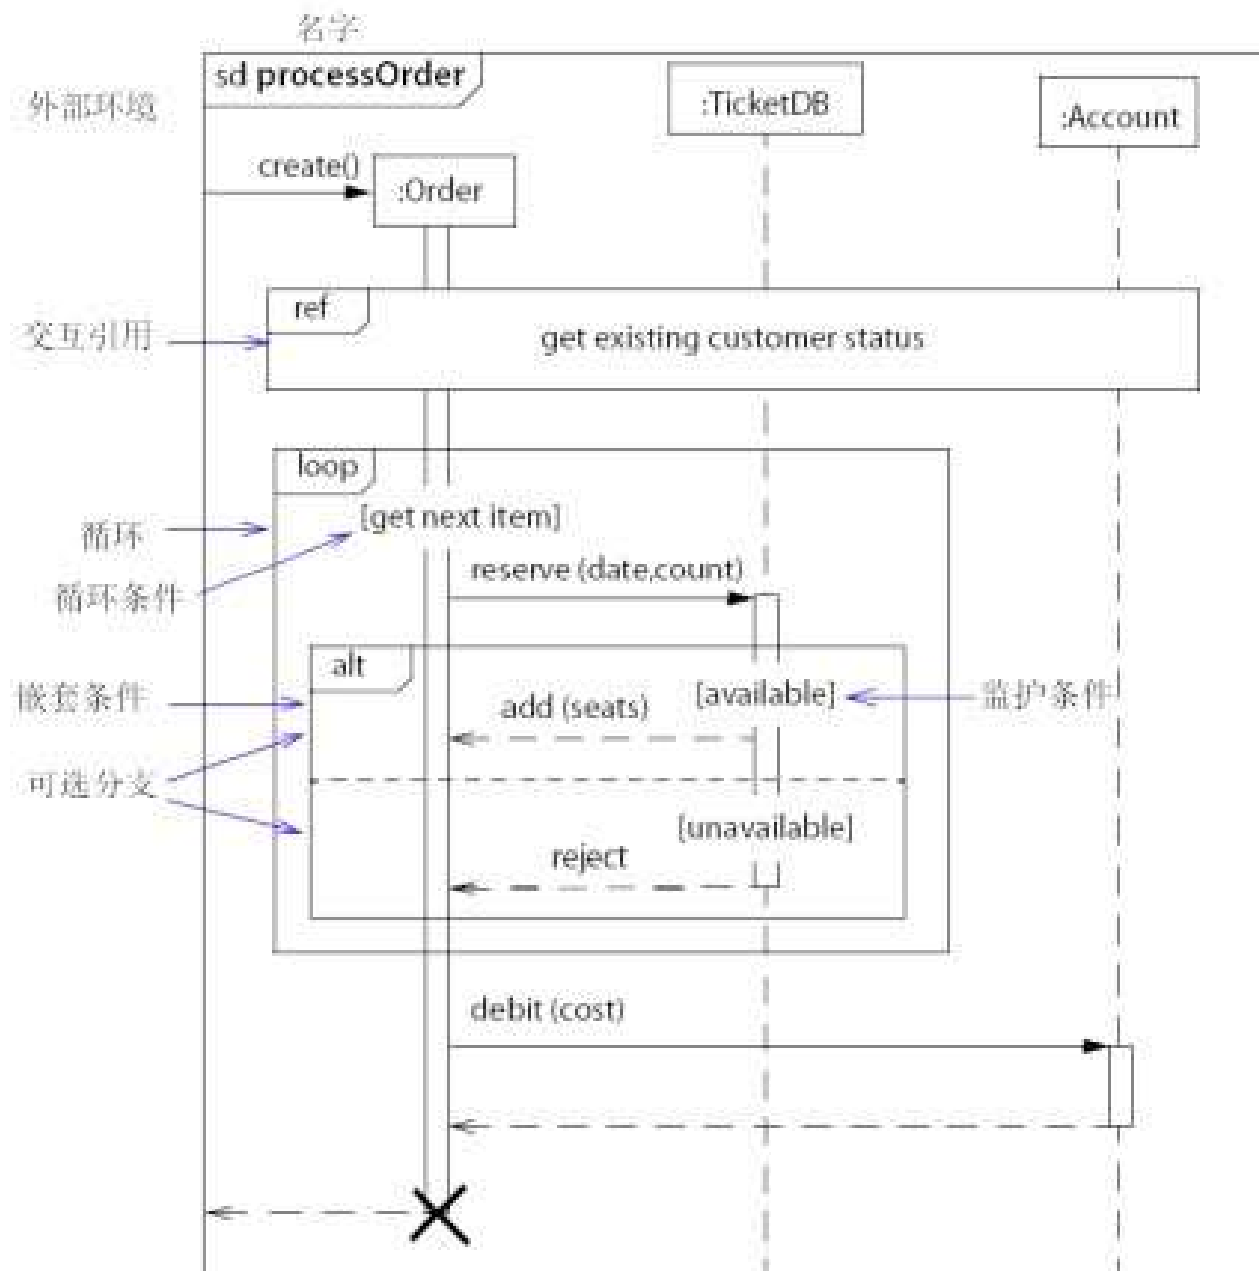 名字
sd processOrder
外部环境
:TicketDB
:Account
create()
:Order
ref
交互引用
get existing customer status
loop
[get next item]
循环
reserve (date,count)
循环条件
alt
嵌套条件
add (seats)
[available]
监护条件
可选分支
[unavailable]
reject
debit (cost)